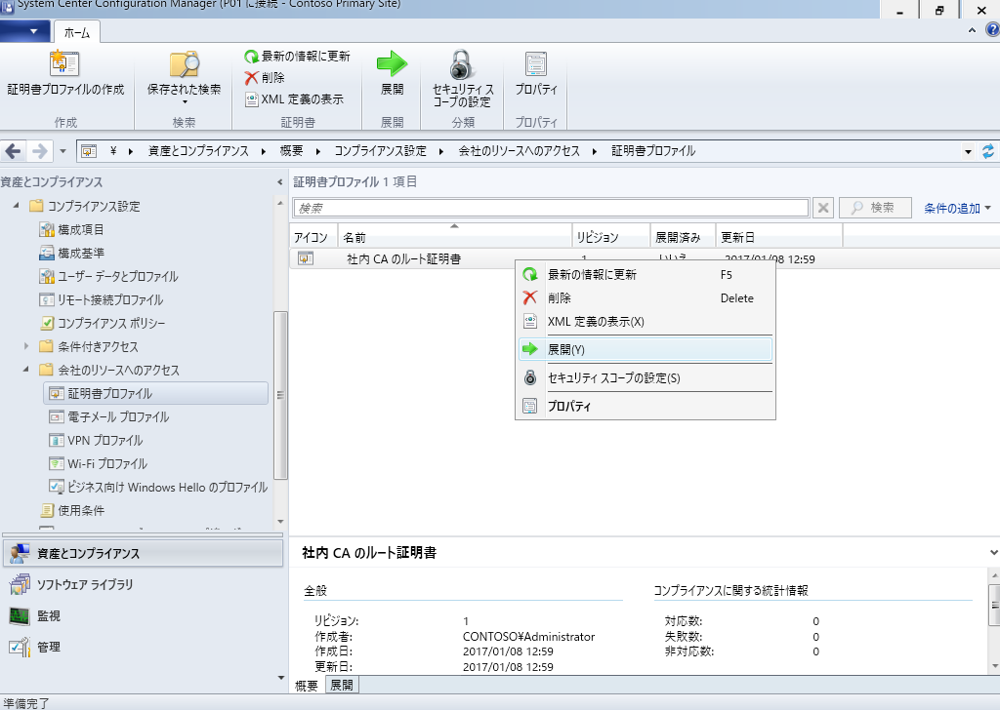 System Center Configuration Manager (P01 に接続 - Contoso Primary Site)
ホーム
証明書プロファイルの作成
作成
保存された検索
検索
最新の情報に更新
削除
XML 定義の表示
証明書
展開
展開
セキュリティ ス
コープの設定
分類
プロパティ
プロパティ
¥ 資産とコンプライアンス 概要 コンプライアンス設定 会社のリソースへのアクセス 証明書プロファイル
資産とコンプライアンス
コンプライアンス設定
構成項目
構成基準
ユーザー データとプロファイル
リモート接続プロファイル
コンプライアンス ポリシー
条件付きアクセス
会社のリソースへのアクセス
証明書プロファイル
電子メール プロファイル
VPN プロファイル
Wi-Fi プロファイル
ビジネス向け Windows Hello のプロファイル
使用条件
資産とコンプライアンス
ソフトウェア ライブラリ
監視
管理
証明書プロファイル 1 項目
検索
検索
条件の追加
アイコン 名前 リビジョン 展開済み 更新日
社内 CA のルート証明書 1 いいえ 2017/01/08 12:59
最新の情報に更新 F5
削除 Delete
XML 定義の表示(X)
展開(Y)
セキュリティ スコープの設定(S)
プロパティ
社内 CA のルート証明書
全般
リビジョン: 1
作成者: CONTOSO¥Administrator
作成日: 2017/01/08 12:59
更新日: 2017/01/08 12:59
コンプライアンスに関する統計情報
対応数: 0
失敗数: 0
非対応数: 0
概要 展開
準備完了